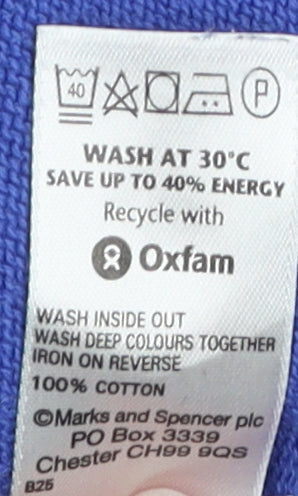 40 P
WASH AT 30°C
SAVE UP TO 40% ENERGY
Recycle with
Oxfam
WASH INSIDE OUT
WASH DEEP COLOURS TOGETHER
IRON ON REVERSE
100% COTTON
©Marks and Spencer plc
PO Box 3339
Chester CH99 9QS
B25